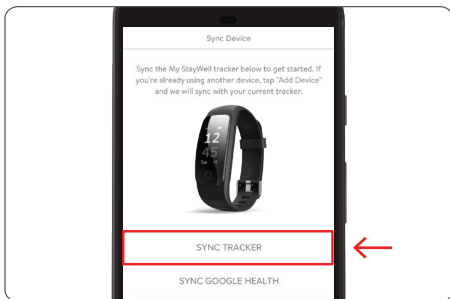 Sync Device
Sync the My StayWell tracker below to get started. If
you're already using another device, tap "Add Device"
and we will sync with your current tracker.
12
45
SYNC TRACKER
SYNC GOOGLE HEALTH